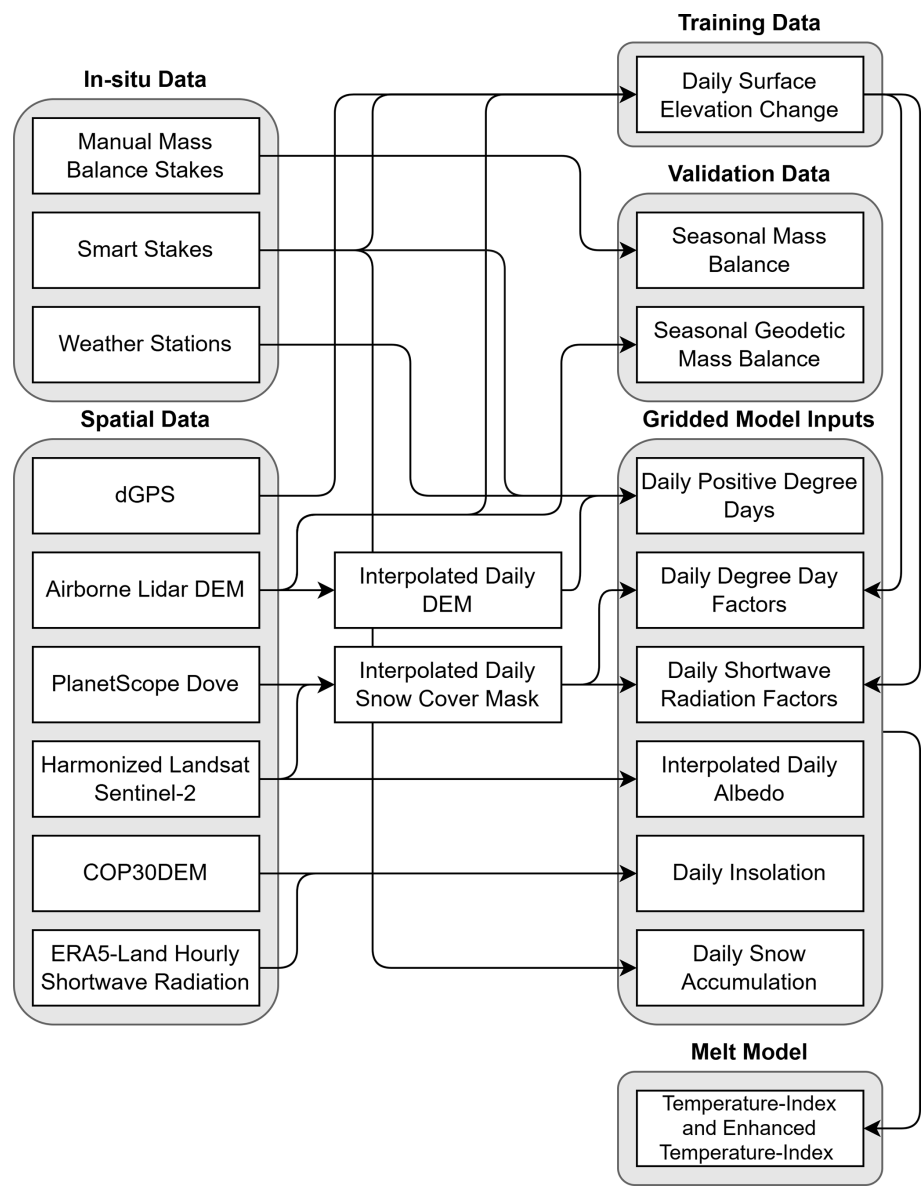 In-situ Data
Manual Mass
Balance Stakes
Smart Stakes
Weather Stations
Spatial Data
dGPS
Airborne Lidar DEM
PlanetScope Dove
Harmonized Landsat
Sentinel-2
COP30DEM
ERA5-Land Hourly
Shortwave Radiation
Interpolated Daily
DEM
Interpolated Daily
Snow Cover Mask
Training Data
Daily Surface
Elevation Change
Validation Data
Seasonal Mass
Balance
Seasonal Geodetic
Mass Balance
Gridded Model Inputs
Daily Positive Degree
Days
Daily Degree Day
Factors
Daily Shortwave
Radiation Factors
Interpolated Daily
Albedo
Daily Insolation
Daily Snow
Accumulation
Melt Model
Temperature-Index
and Enhanced
Temperature-Index